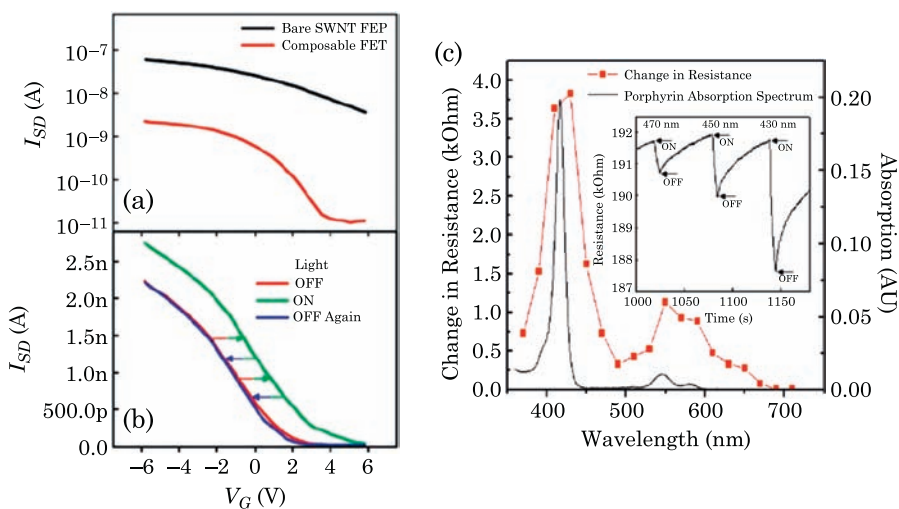 Bare SWNT FEP
Composable FET
10⁻⁷
10⁻⁸
10⁻⁹
10⁻¹⁰
10⁻¹¹
I_SD (A)
(a)
Light
OFF
ON
OFF Again
2.5n
2.0n
1.5n
1.0n
500.0p
0.0
I_SD (A)
(b)
−6 −4 −2 0 2 4 6
V_G (V)
(c)
Change in Resistance
Porphyrin Absorption Spectrum
4.0
3.5
3.0
2.5
2.0
1.5
1.0
0.5
0.0
Change in Resistance (kOhm)
0.20
0.15
0.10
0.05
0.00
Absorption (AU)
400 500 600 700
Wavelength (nm)
470 nm 450 nm 430 nm
ON
OFF
ON
OFF
ON
OFF
192
191
190
189
188
187
Resistance (kOhm)
1000 1050 1100 1150
Time (s)